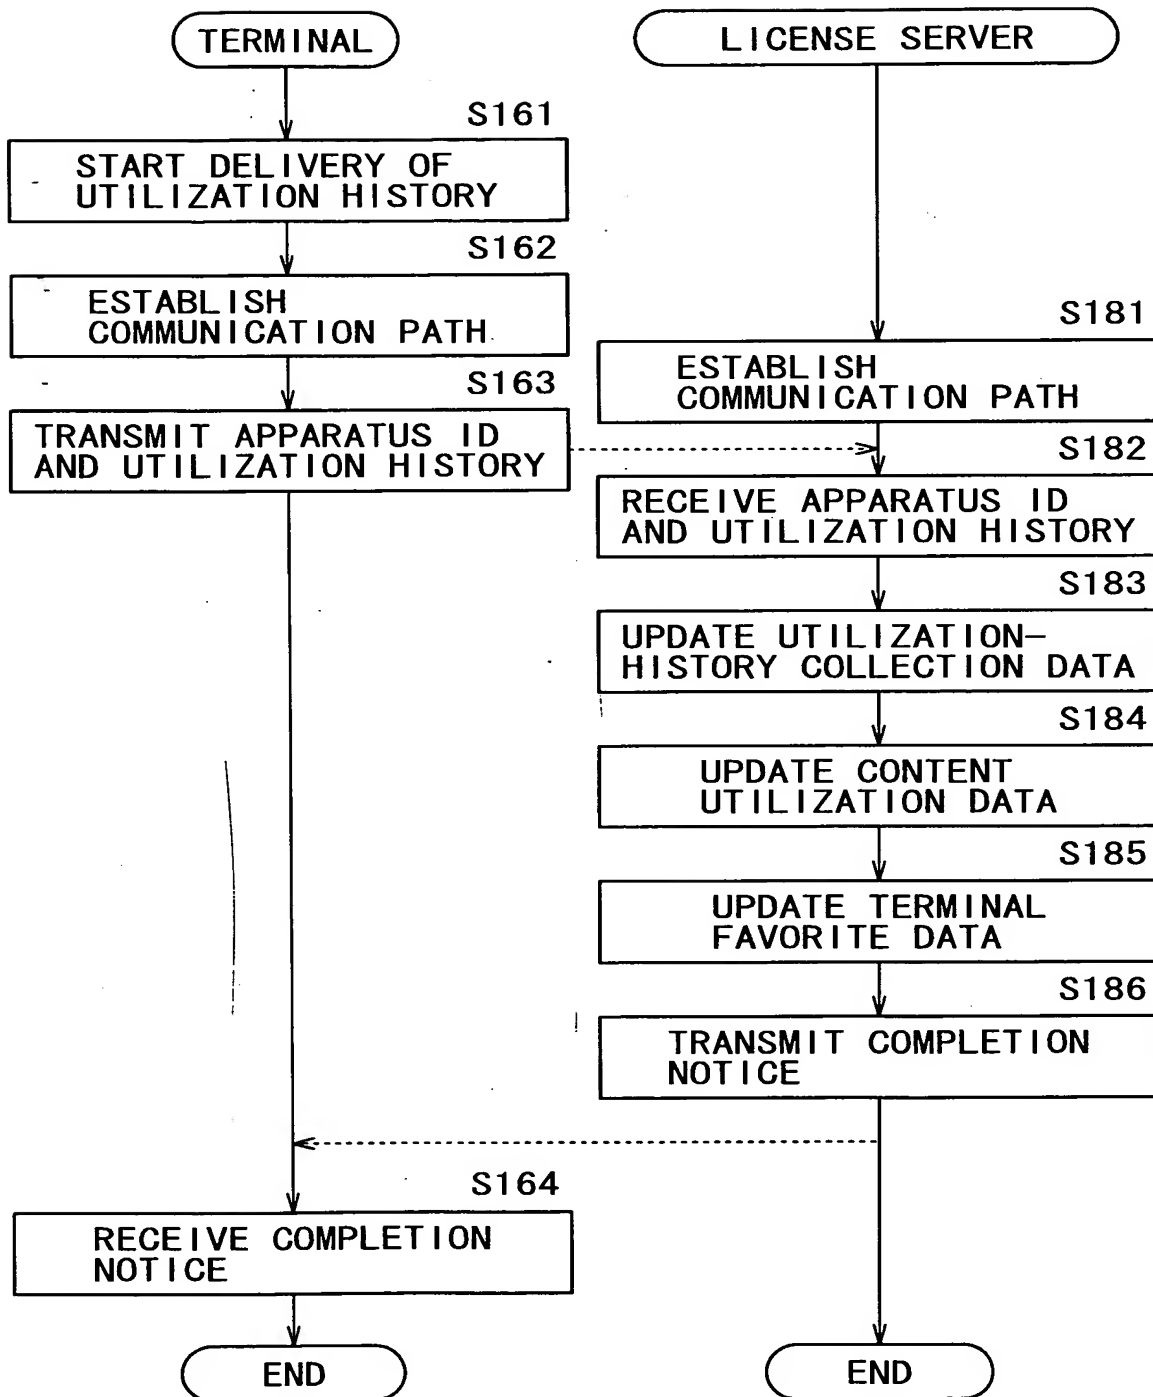 TERMINAL
S161
START DELIVERY OF
UTILIZATION HISTORY
S162
ESTABLISH
COMMUNICATION PATH
S163
TRANSMIT APPARATUS ID
AND UTILIZATION HISTORY
S164
RECEIVE COMPLETION
NOTICE
END
LICENSE SERVER
S181
ESTABLISH
COMMUNICATION PATH
S182
RECEIVE APPARATUS ID
AND UTILIZATION HISTORY
S183
UPDATE UTILIZATION-
HISTORY COLLECTION DATA
S184
UPDATE CONTENT
UTILIZATION DATA
S185
UPDATE TERMINAL
FAVORITE DATA
S186
TRANSMIT COMPLETION
NOTICE
END